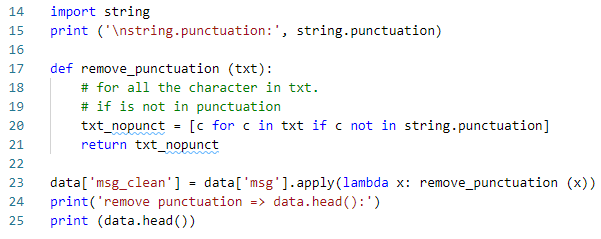 14 import string
15 print ('\nstring.punctuation:', string.punctuation)
16
17 def remove_punctuation (txt):
18     # for all the character in txt.
19     # if is not in punctuation
20     txt_nopunct = [c for c in txt if c not in string.punctuation]
21     return txt_nopunct
22
23 data['msg_clean'] = data['msg'].apply(lambda x: remove_punctuation (x))
24 print('remove punctuation => data.head():')
25 print (data.head())